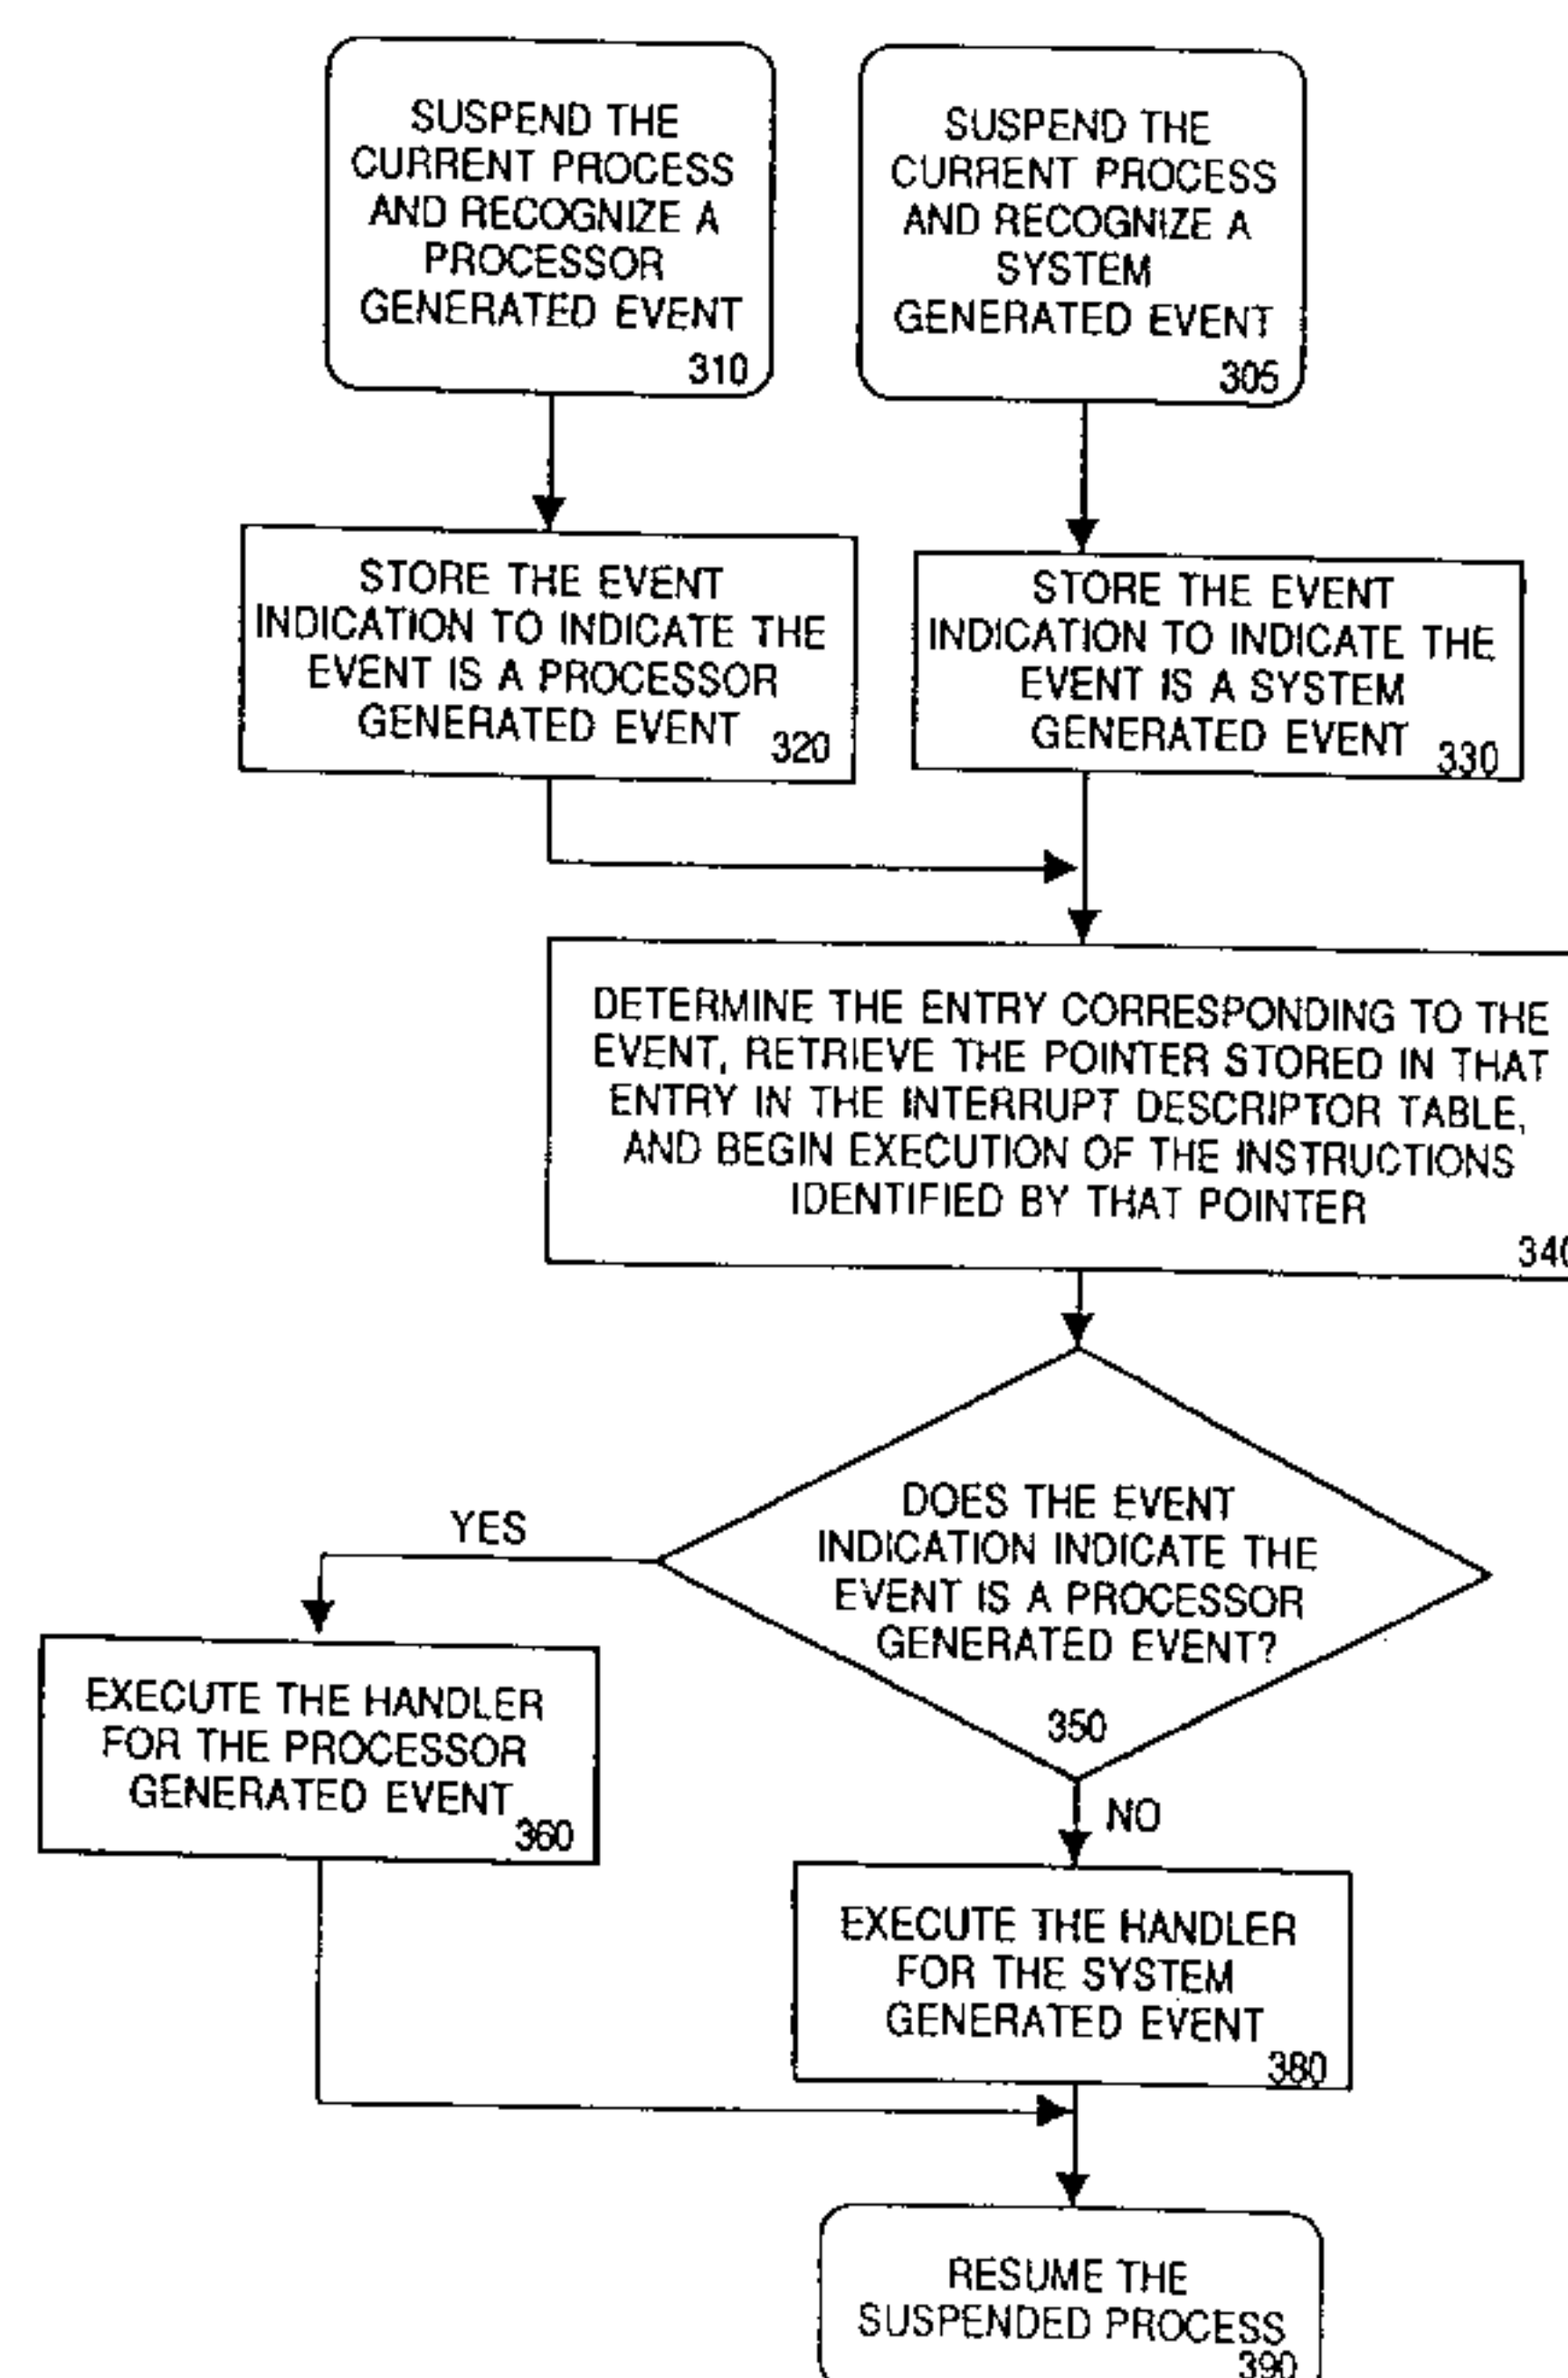 SUSPEND THE
CURRENT PROCESS
AND RECOGNIZE A
PROCESSOR
GENERATED EVENT
310
SUSPEND THE
CURRENT PROCESS
AND RECOGNIZE A
SYSTEM
GENERATED EVENT
305
STORE THE EVENT
INDICATION TO INDICATE THE
EVENT IS A PROCESSOR
GENERATED EVENT
320
STORE THE EVENT
INDICATION TO INDICATE THE
EVENT IS A SYSTEM
GENERATED EVENT
330
DETERMINE THE ENTRY CORRESPONDING TO THE
EVENT, RETRIEVE THE POINTER STORED IN THAT
ENTRY IN THE INTERRUPT DESCRIPTOR TABLE,
AND BEGIN EXECUTION OF THE INSTRUCTIONS
IDENTIFIED BY THAT POINTER
340
DOES THE EVENT
INDICATION INDICATE THE
EVENT IS A PROCESSOR
GENERATED EVENT?
350
YES
EXECUTE THE HANDLER
FOR THE PROCESSOR
GENERATED EVENT
360
NO
EXECUTE THE HANDLER
FOR THE SYSTEM
GENERATED EVENT
380
RESUME THE
SUSPENDED PROCESS
390